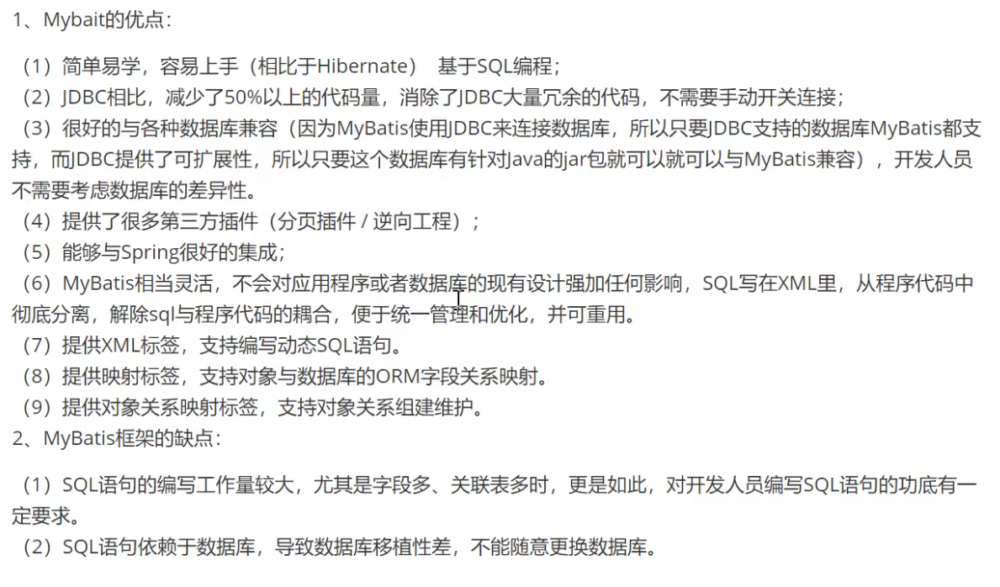 1、Mybait的优点：
（1）简单易学，容易上手（相比于Hibernate） 基于SQL编程；
（2）JDBC相比，减少了50%以上的代码量，消除了JDBC大量冗余的代码，不需要手动开关连接；
（3）很好的与各种数据库兼容（因为MyBatis使用JDBC来连接数据库，所以只要JDBC支持的数据库MyBatis都支
持，而JDBC提供了可扩展性，所以只要这个数据库有针对Java的jar包就可以就可以与MyBatis兼容），开发人员
不需要考虑数据库的差异性。
（4）提供了很多第三方插件（分页插件 / 逆向工程）；
（5）能够与Spring很好的集成；
（6）MyBatis相当灵活，不会对应用程序或者数据库的现有设计强加任何影响，SQL写在XML里，从程序代码中
彻底分离，解除sql与程序代码的耦合，便于统一管理和优化，并可重用。
（7）提供XML标签，支持编写动态SQL语句。
（8）提供映射标签，支持对象与数据库的ORM字段关系映射。
（9）提供对象关系映射标签，支持对象关系组建维护。
2、MyBatis框架的缺点：
（1）SQL语句的编写工作量较大，尤其是字段多、关联表多时，更是如此，对开发人员编写SQL语句的功底有一
定要求。
（2）SQL语句依赖于数据库，导致数据库移植性差，不能随意更换数据库。